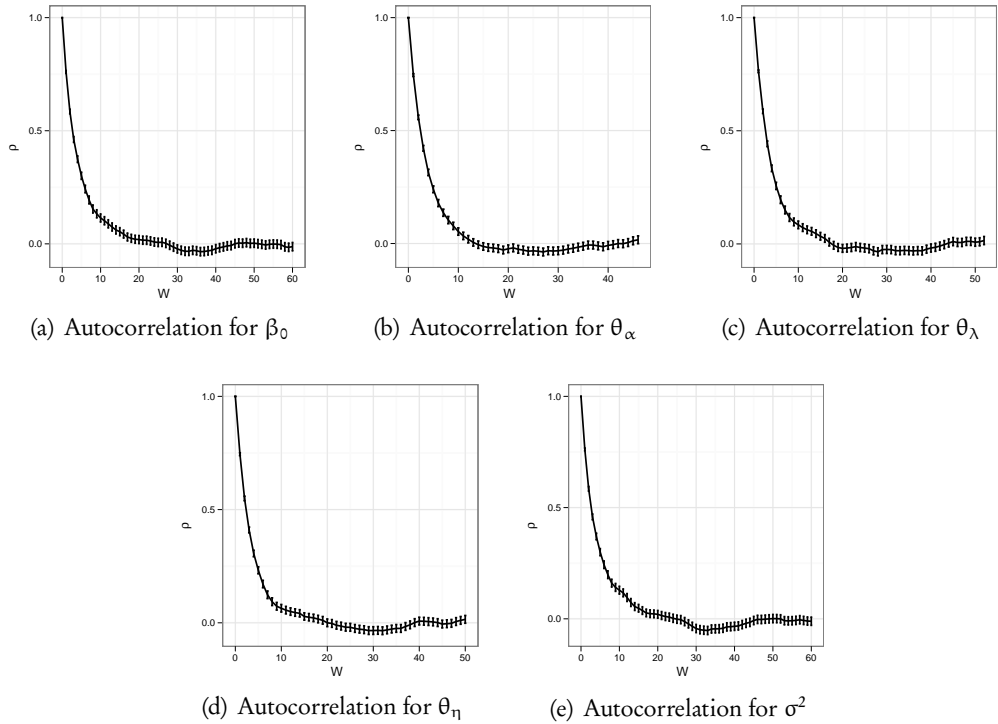 1.0
0.5
0.0
ρ
0 10 20 30 40 50 60
W
(a) Autocorrelation for β₀
1.0
0.5
0.0
ρ
0 10 20 30 40
W
(b) Autocorrelation for θ_α
1.0
0.5
0.0
ρ
0 10 20 30 40 50
W
(c) Autocorrelation for θ_λ
1.0
0.5
0.0
ρ
0 10 20 30 40 50
W
(d) Autocorrelation for θ_η
1.0
0.5
0.0
ρ
0 10 20 30 40 50 60
W
(e) Autocorrelation for σ²